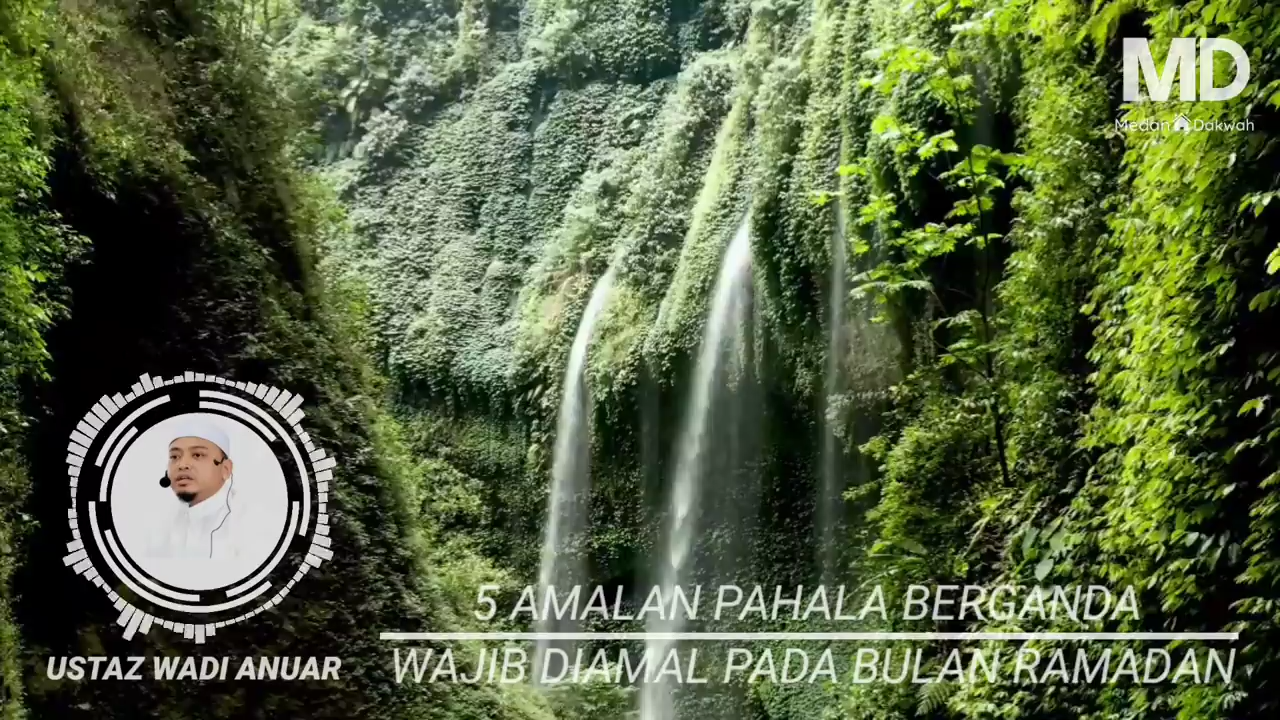 MD
Medan Dakwah
5 AMALAN PAHALA BERGANDA
WAJIB DIAMAL PADA BULAN RAMADAN
USTAZ WADI ANUAR